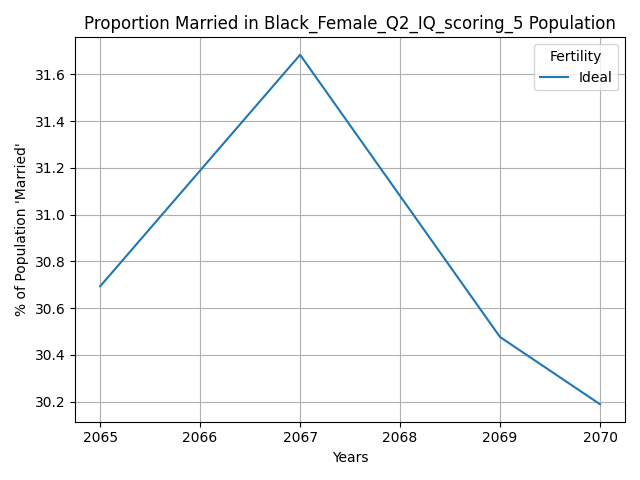 Proportion Married in Black_Female_Q2_IQ_scoring_5 Population
Fertility
Ideal
% of Population 'Married'
31.6
31.4
31.2
31.0
30.8
30.6
30.4
30.2
2065 2066 2067 2068 2069 2070
Years